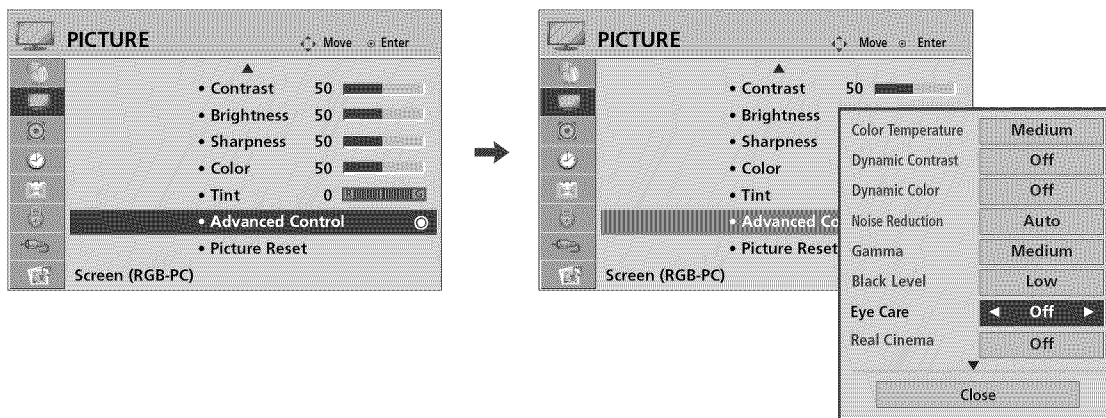 PICTURE
Move
Enter
• Contrast 50
• Brightness 50
• Sharpness 50
• Color 50
• Tint 0 R G
• Advanced Control
• Picture Reset
Screen (RGB-PC)
PICTURE
Move
Enter
• Contrast 50
• Brightness
• Sharpness
• Color
• Tint
• Advanced Co
• Picture Reset
Screen (RGB-PC)
Color Temperature Medium
Dynamic Contrast Off
Dynamic Color Off
Noise Reduction Auto
Gamma Medium
Black Level Low
Eye Care ◄ Off ►
Real Cinema Off
Close